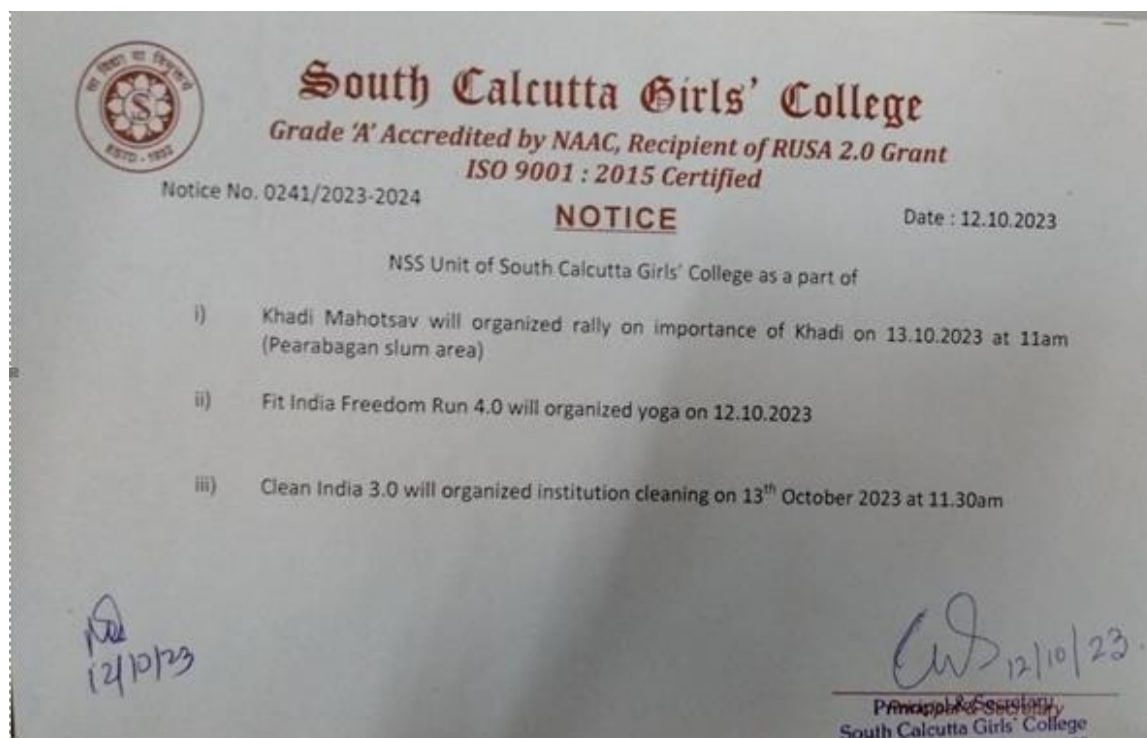 सा विद्या या विमुक्तये
S
ESTD - 1932
South Calcutta Girls' College
Grade 'A' Accredited by NAAC, Recipient of RUSA 2.0 Grant
ISO 9001 : 2015 Certified
Notice No. 0241/2023-2024
NOTICE
Date : 12.10.2023
NSS Unit of South Calcutta Girls' College as a part of
i) Khadi Mahotsav will organized rally on importance of Khadi on 13.10.2023 at 11am
(Pearabagan slum area)
ii) Fit India Freedom Run 4.0 will organized yoga on 12.10.2023
iii) Clean India 3.0 will organized institution cleaning on 13th October 2023 at 11.30am
12/10/23
12/10/23
Principal & Secretary
South Calcutta Girls' College